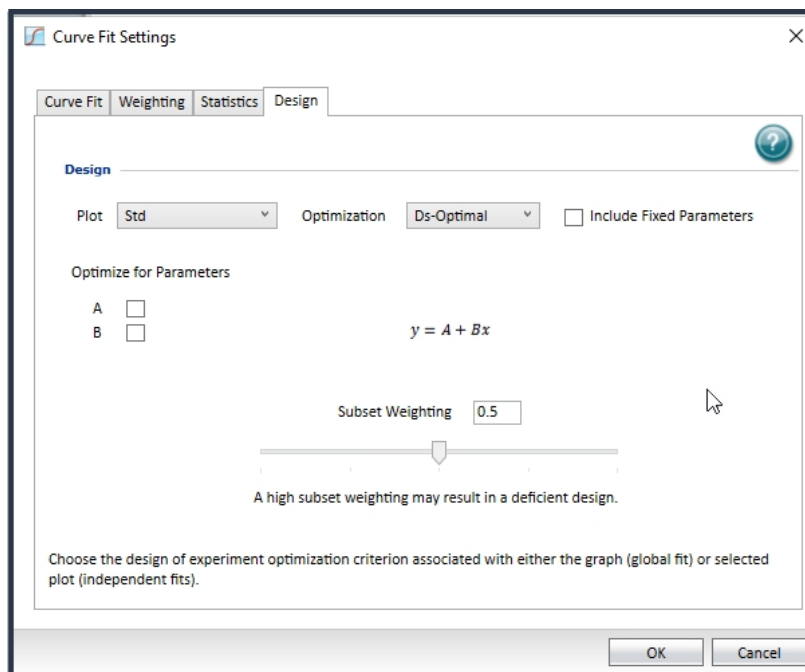 Curve Fit Settings
Curve Fit Weighting Statistics Design
?
Design
Plot Std Optimization Ds-Optimal Include Fixed Parameters
Optimize for Parameters
A
B
y = A + Bx
Subset Weighting 0.5
A high subset weighting may result in a deficient design.
Choose the design of experiment optimization criterion associated with either the graph (global fit) or selected
plot (independent fits).
OK Cancel